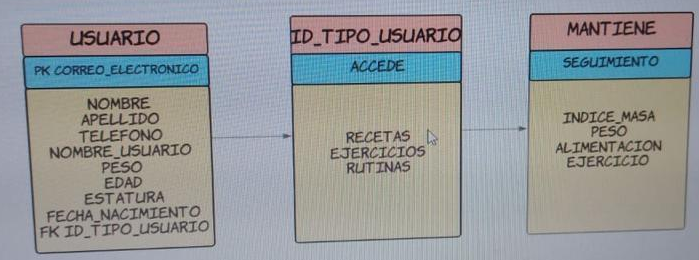 USUARIO
PK CORREO_ELECTRONICO
NOMBRE
APELLIDO
TELEFONO
NOMBRE_USUARIO
PESO
EDAD
ESTATURA
FECHA_NACIMIENTO
FK ID_TIPO_USUARIO
ID_TIPO_USUARIO
ACCEDE
RECETAS
EJERCICIOS
RUTINAS
MANTIENE
SEGUIMIENTO
INDICE_MASA
PESO
ALIMENTACION
EJERCICIO